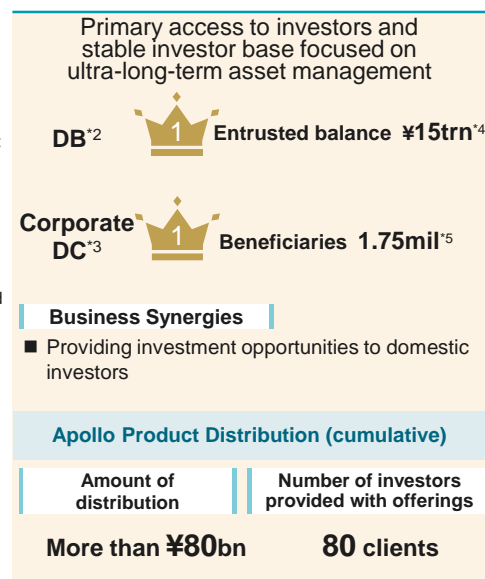 Primary access to investors and
stable investor base focused on
ultra-long-term asset management
DB*2 1 Entrusted balance ¥15trn*4
Corporate
DC*3 1 Beneficiaries 1.75mil*5
Business Synergies
■ Providing investment opportunities to domestic
investors
Apollo Product Distribution (cumulative)
Amount of
distribution
Number of investors
provided with offerings
More than ¥80bn
80 clients